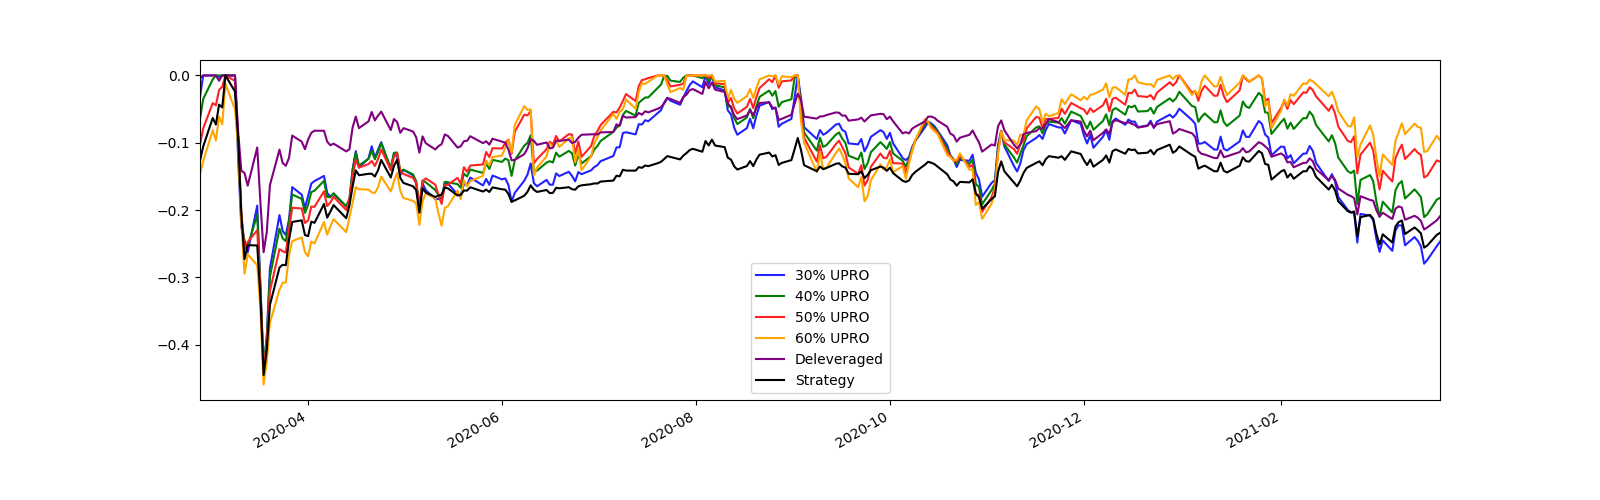 0.0
−0.1
−0.2
−0.3
−0.4
2020-04
2020-06
2020-08
2020-10
2020-12
2021-02
30% UPRO
40% UPRO
50% UPRO
60% UPRO
Deleveraged
Strategy